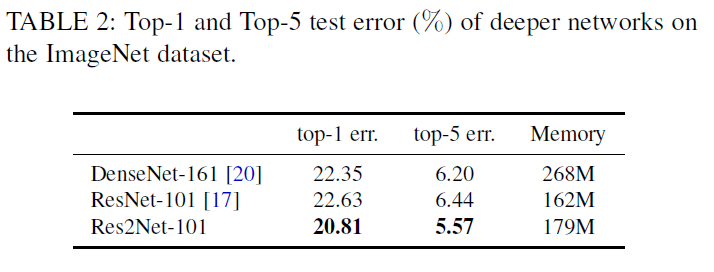 TABLE 2: Top-1 and Top-5 test error (%) of deeper networks on
the ImageNet dataset.
top-1 err. top-5 err. Memory
DenseNet-161 [20] 22.35 6.20 268M
ResNet-101 [17] 22.63 6.44 162M
Res2Net-101 20.81 5.57 179M